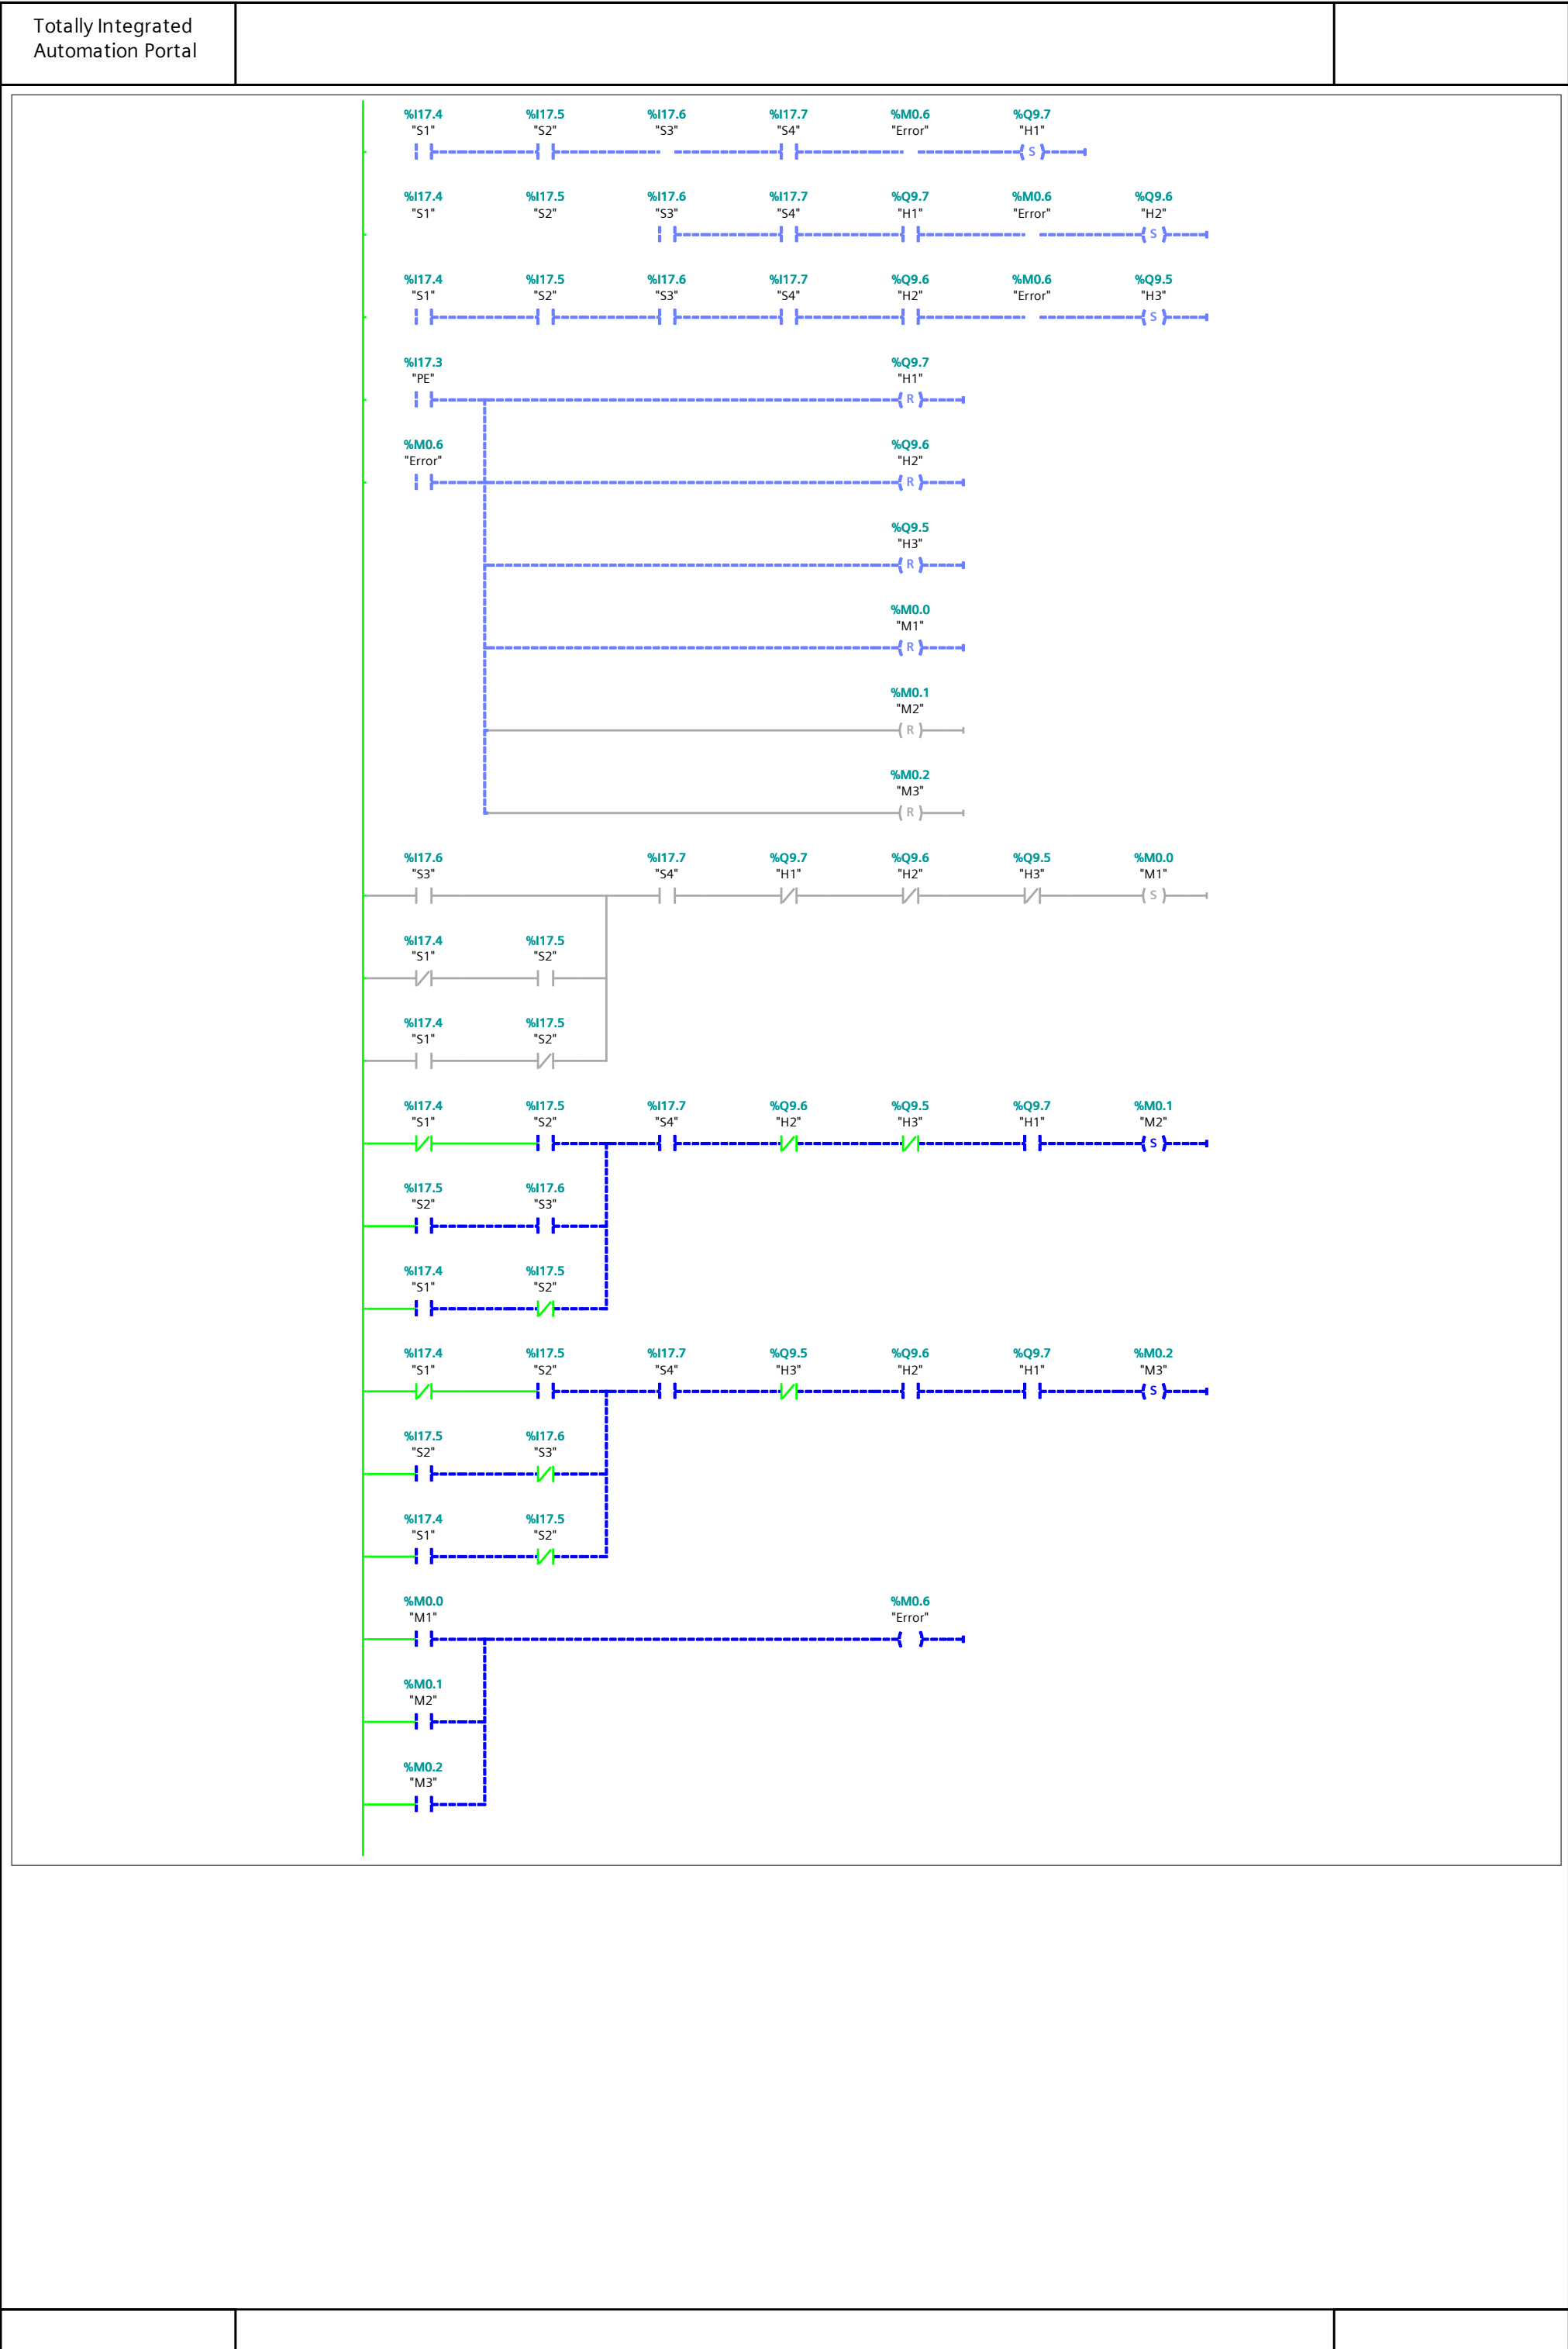 Totally Integrated
Automation Portal
%I17.4 %I17.5 %I17.6 %I17.7 %M0.6 %Q9.7
"S1" "S2" "S3" "S4" "Error" "H1"
S
%I17.4 %I17.5 %I17.6 %I17.7 %Q9.7 %M0.6 %Q9.6
"S1" "S2" "S3" "S4" "H1" "Error" "H2"
S
%I17.4 %I17.5 %I17.6 %I17.7 %Q9.6 %M0.6 %Q9.5
"S1" "S2" "S3" "S4" "H2" "Error" "H3"
S
%I17.3 %Q9.7
"PE" "H1"
R
%M0.6 %Q9.6
"Error" "H2"
R
%Q9.5
"H3"
R
%M0.0
"M1"
R
%M0.1
"M2"
R
%M0.2
"M3"
R
%I17.6 %I17.7 %Q9.7 %Q9.6 %Q9.5 %M0.0
"S3" "S4" "H1" "H2" "H3" "M1"
S
%I17.4 %I17.5
"S1" "S2"
%I17.4 %I17.5
"S1" "S2"
%I17.4 %I17.5 %I17.7 %Q9.6 %Q9.5 %Q9.7 %M0.1
"S1" "S2" "S4" "H2" "H3" "H1" "M2"
S
%I17.5 %I17.6
"S2" "S3"
%I17.4 %I17.5
"S1" "S2"
%I17.4 %I17.5 %I17.7 %Q9.5 %Q9.6 %Q9.7 %M0.2
"S1" "S2" "S4" "H3" "H2" "H1" "M3"
S
%I17.5 %I17.6
"S2" "S3"
%I17.4 %I17.5
"S1" "S2"
%M0.0 %M0.6
"M1" "Error"
%M0.1
"M2"
%M0.2
"M3"